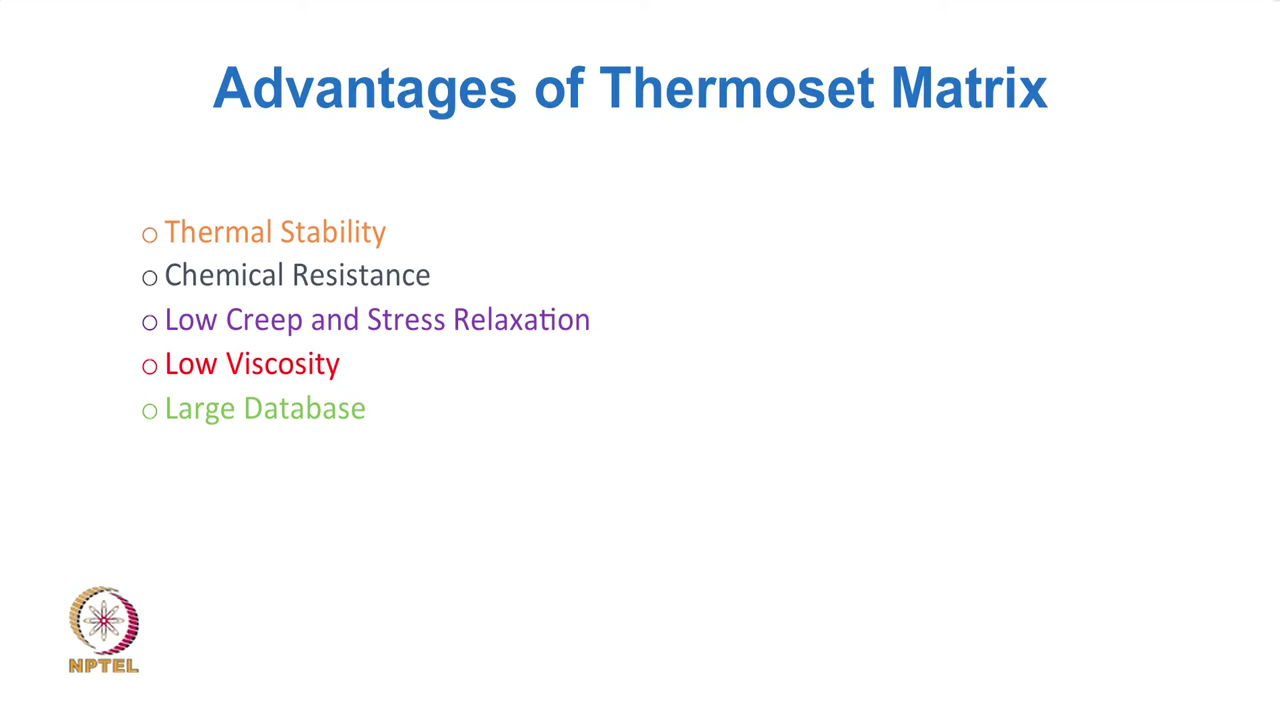 Advantages of Thermoset Matrix
Thermal Stability
Chemical Resistance
Low Creep and Stress Relaxation
Low Viscosity
Large Database
NPTEL